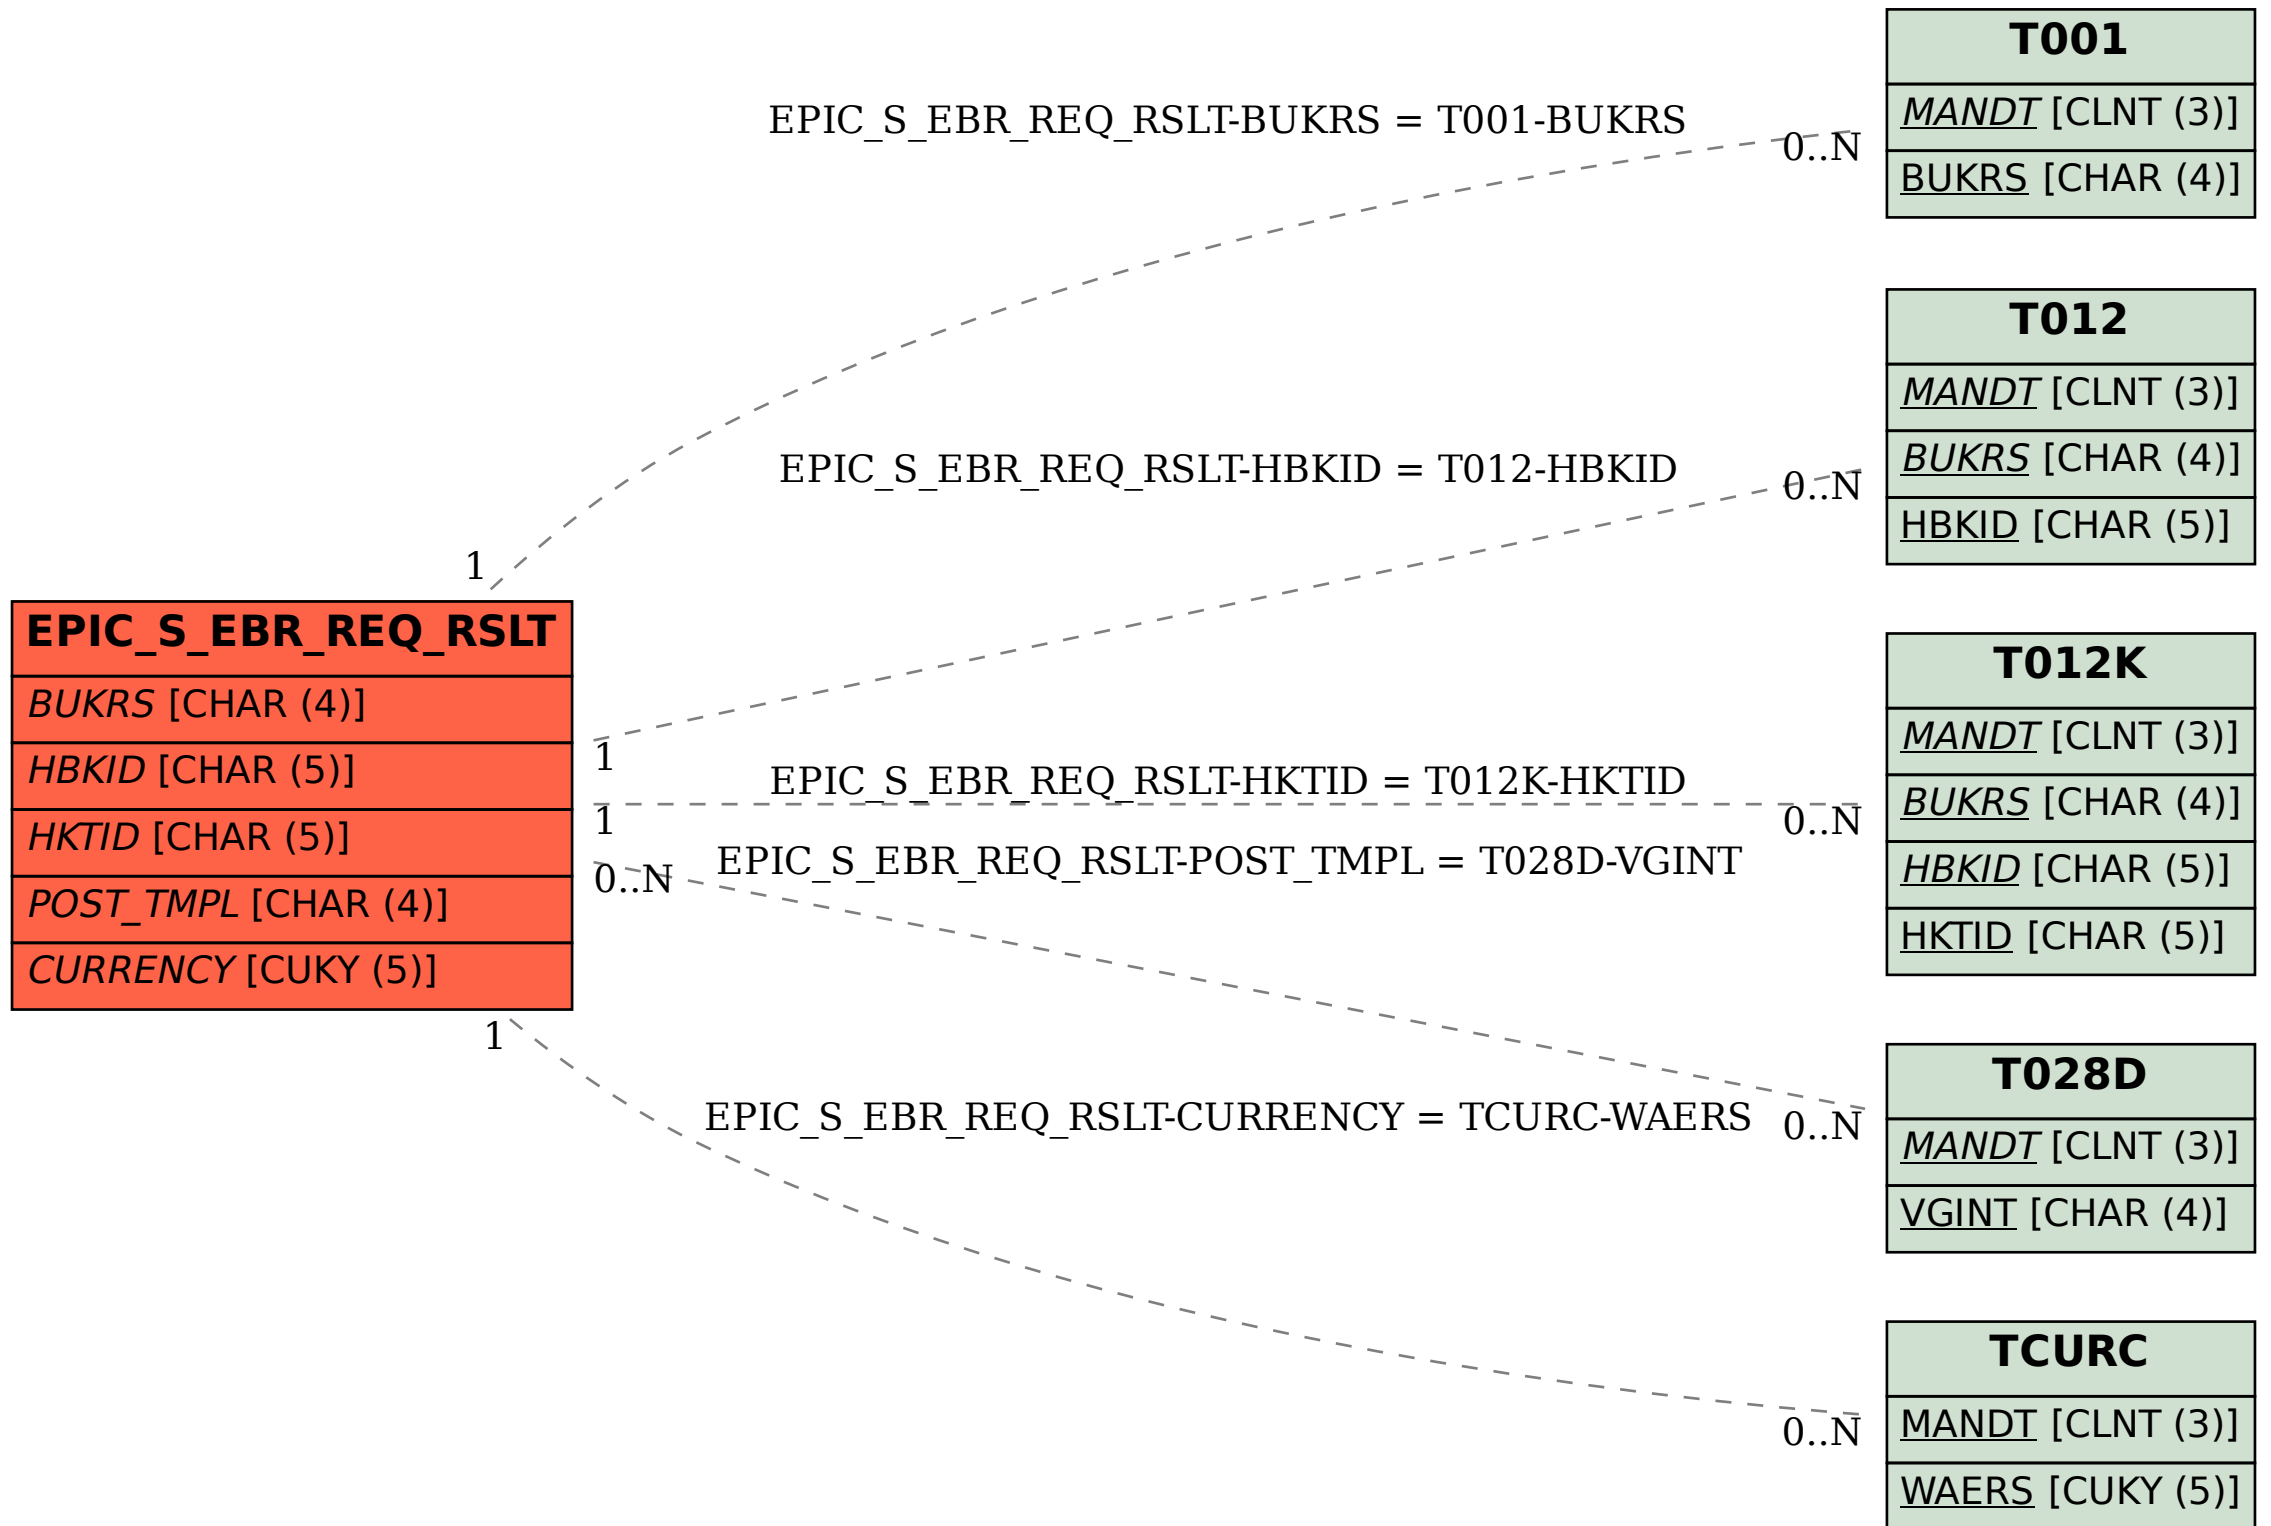 T001
MANDT [CLNT (3)]
BUKRS [CHAR (4)]
EPIC_S_EBR_REQ_RSLT-BUKRS = T001-BUKRS
0..N
1
T012
MANDT [CLNT (3)]
BUKRS [CHAR (4)]
HBKID [CHAR (5)]
EPIC_S_EBR_REQ_RSLT-HBKID = T012-HBKID
0..N
1
EPIC_S_EBR_REQ_RSLT
BUKRS [CHAR (4)]
HBKID [CHAR (5)]
HKTID [CHAR (5)]
POST_TMPL [CHAR (4)]
CURRENCY [CUKY (5)]
T012K
MANDT [CLNT (3)]
BUKRS [CHAR (4)]
HBKID [CHAR (5)]
HKTID [CHAR (5)]
EPIC_S_EBR_REQ_RSLT-HKTID = T012K-HKTID
1
0..N
EPIC_S_EBR_REQ_RSLT-POST_TMPL = T028D-VGINT
0..N
0..N
T028D
MANDT [CLNT (3)]
VGINT [CHAR (4)]
1
EPIC_S_EBR_REQ_RSLT-CURRENCY = TCURC-WAERS
0..N
TCURC
MANDT [CLNT (3)]
WAERS [CUKY (5)]